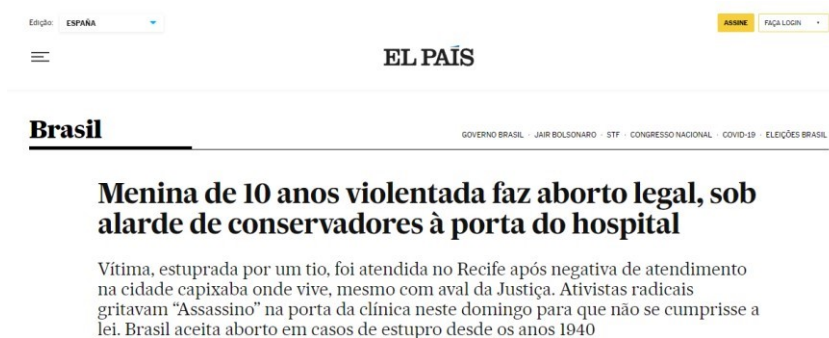 Edição: ESPAÑA
ASSINE FAÇA LOGIN
EL PAÍS
Brasil
GOVERNO BRASIL · JAIR BOLSONARO · STF · CONGRESSO NACIONAL · COVID-19 · ELEIÇÕES BRASIL
Menina de 10 anos violentada faz aborto legal, sob
alarde de conservadores à porta do hospital
Vítima, estuprada por um tio, foi atendida no Recife após negativa de atendimento
na cidade capixaba onde vive, mesmo com aval da Justiça. Ativistas radicais
gritavam “Assassino” na porta da clínica neste domingo para que não se cumprisse a
lei. Brasil aceita aborto em casos de estupro desde os anos 1940